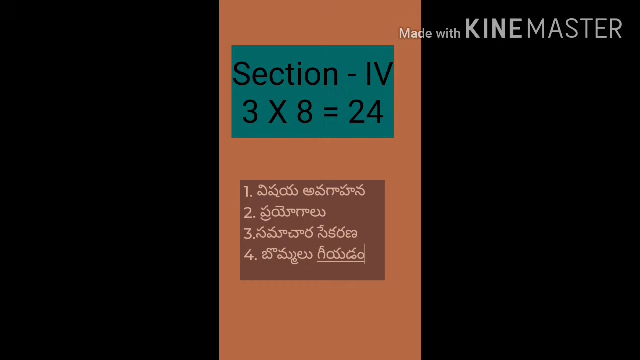 Made with KINEMASTER
Section - IV
3 X 8 = 24
1. విషయ అవగాహన
2. ప్రయోగాలు
3.సమాచార సేకరణ
4. బొమ్మలు గీయడం